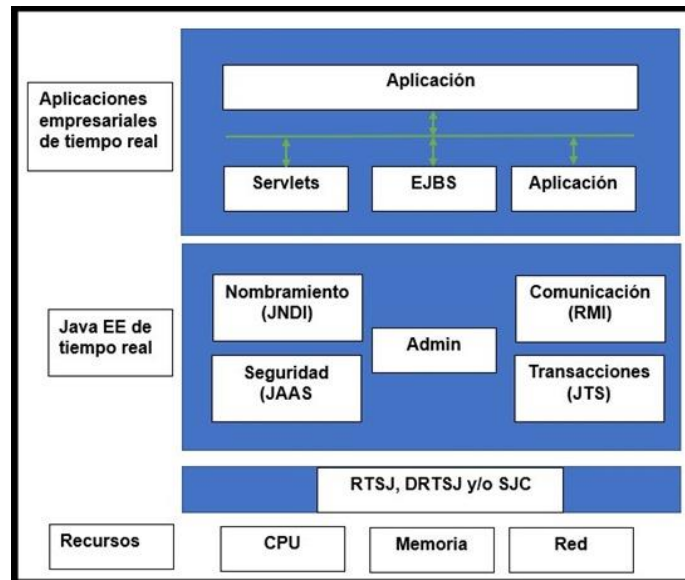 Aplicaciones
empresariales
de tiempo real
Aplicación
Servlets
EJBS
Aplicación
Java EE de
tiempo real
Nombramiento
(JNDI)
Comunicación
(RMI)
Admin
Seguridad
(JAAS
Transacciones
(JTS)
RTSJ, DRTSJ y/o SJC
Recursos
CPU
Memoria
Red